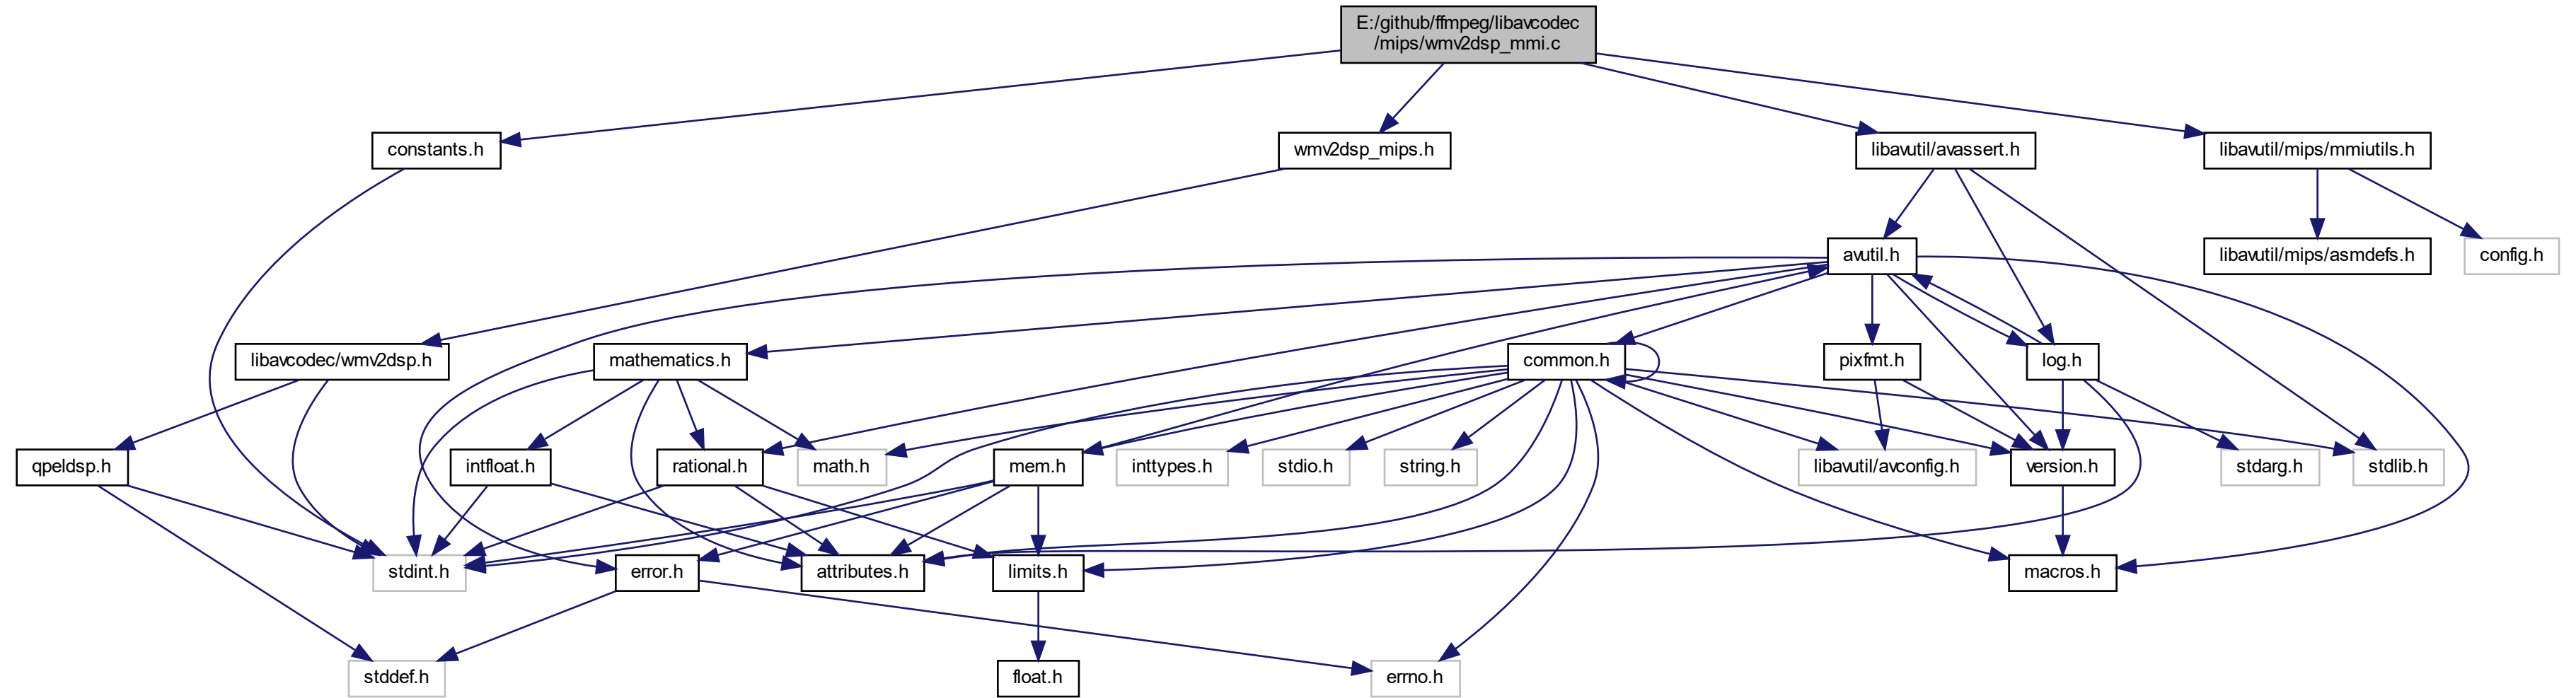 E:/github/ffmpeg/libavcodec
/mips/wmv2dsp_mmi.c
constants.h
wmv2dsp_mips.h
libavutil/avassert.h
libavutil/mips/mmiutils.h
avutil.h
libavutil/mips/asmdefs.h
config.h
libavcodec/wmv2dsp.h
mathematics.h
common.h
pixfmt.h
log.h
qpeldsp.h
intfloat.h
rational.h
math.h
mem.h
inttypes.h
stdio.h
string.h
libavutil/avconfig.h
version.h
stdarg.h
stdlib.h
stdint.h
error.h
attributes.h
limits.h
macros.h
stddef.h
float.h
errno.h